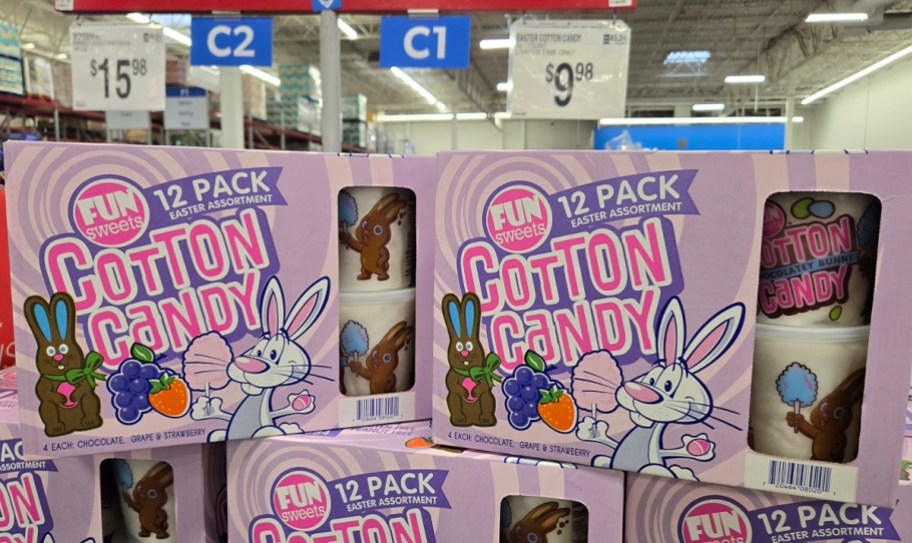 C2
C1
$15 98
EASTER COTTON CANDY
$9 98
FUN
sweets
12 PACK
EASTER ASSORTMENT
COTTON
CANDY
4 EACH: CHOCOLATE, GRAPE & STRAWBERRY
FUN
sweets
12 PACK
EASTER ASSORTMENT
COTTON
CANDY
4 EACH: CHOCOLATE, GRAPE & STRAWBERRY
OTTON
OCOLATEY BUNNY
CANDY
FUN
sweets
12 PACK
EASTER ASSORTMENT
COTTON
FUN
sweets
12 PACK
EASTER ASSORTMENT